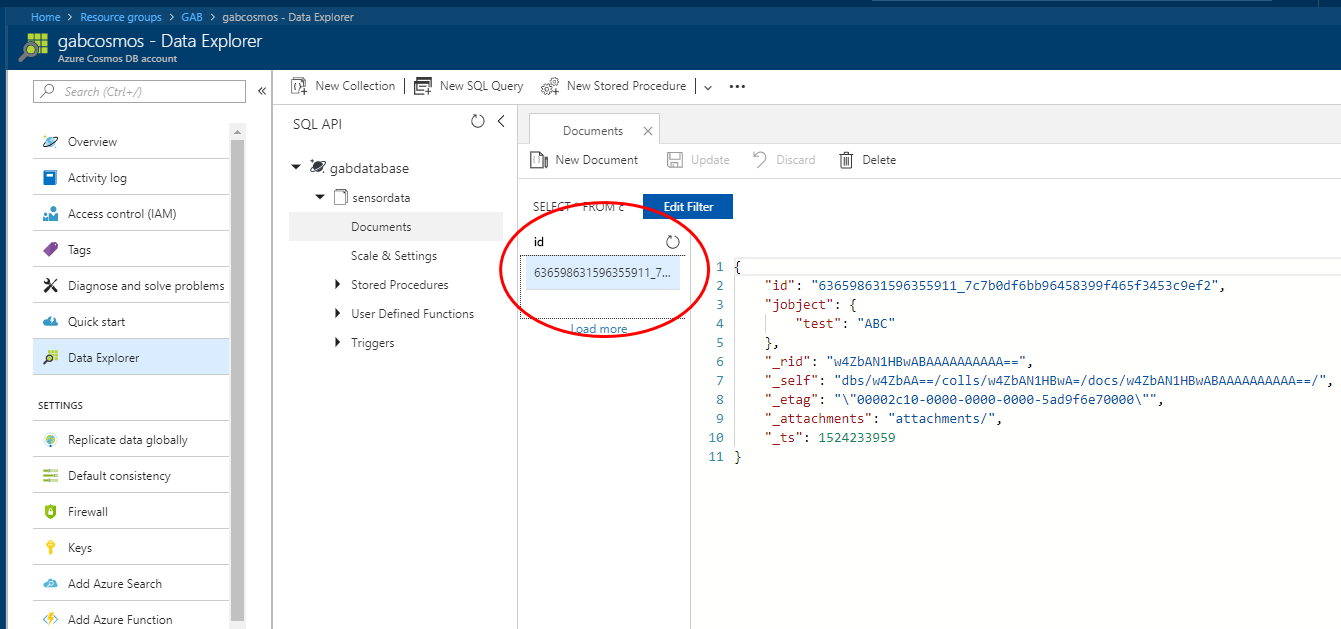 Home > Resource groups > GAB > gabcosmos - Data Explorer
gabcosmos - Data Explorer
Azure Cosmos DB account
Search (Ctrl+/)
Overview
Activity log
Access control (IAM)
Tags
Diagnose and solve problems
Quick start
Data Explorer
SETTINGS
Replicate data globally
Default consistency
Firewall
Keys
Add Azure Search
Add Azure Function
New Collection
New SQL Query
New Stored Procedure
SQL API
gabdatabase
sensordata
Documents
Scale & Settings
Stored Procedures
User Defined Functions
Triggers
Documents
New Document
Update
Discard
Delete
SELECT * FROM c
Edit Filter
id
636598631596355911_7...
Load more
1 {
2 "id": "636598631596355911_7c7b0df6bb96458399f465f3453c9ef2",
3 "jobject": {
4 "test": "ABC"
5 },
6 "_rid": "w4ZbAN1HBwABAAAAAAAAAA==",
7 "_self": "dbs/w4ZbAA==/colls/w4ZbAN1HBwA=/docs/w4ZbAN1HBwABAAAAAAAAAA==/",
8 "_etag": "\"00002c10-0000-0000-0000-5ad9f6e70000\"",
9 "_attachments": "attachments/",
10 "_ts": 1524233959
11 }